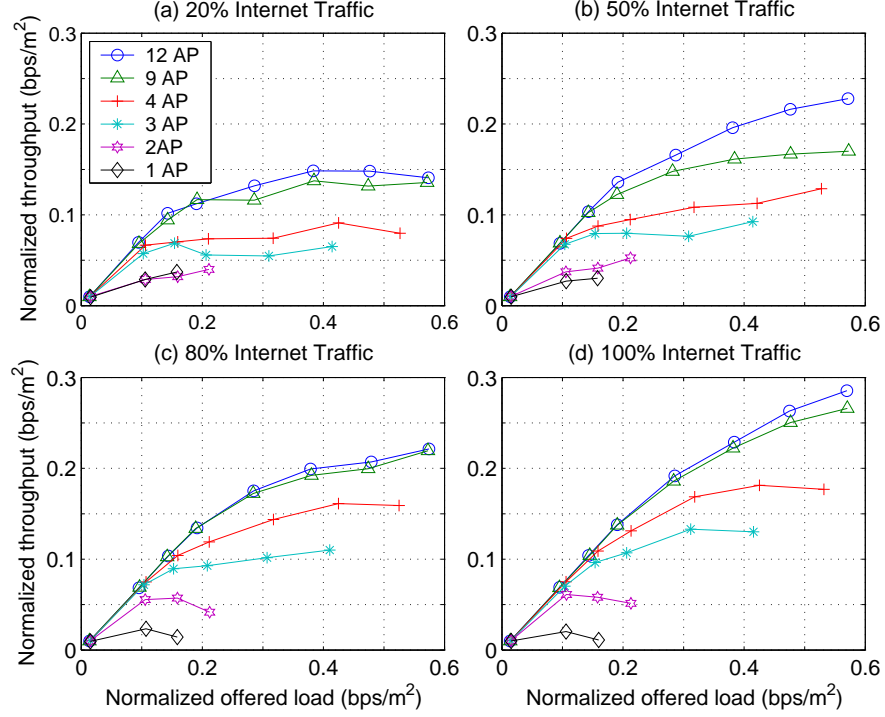 (a) 20% Internet Traffic
0.3
0.2
0.1
0
0
0.2
0.4
0.6
Normalized throughput (bps/m²)
12 AP
9 AP
4 AP
3 AP
2AP
1 AP
(b) 50% Internet Traffic
0.3
0.2
0.1
0
0
0.2
0.4
0.6
(c) 80% Internet Traffic
0.3
0.2
0.1
0
0
0.2
0.4
0.6
Normalized throughput (bps/m²)
Normalized offered load (bps/m²)
(d) 100% Internet Traffic
0.3
0.2
0.1
0
0
0.2
0.4
0.6
Normalized offered load (bps/m²)